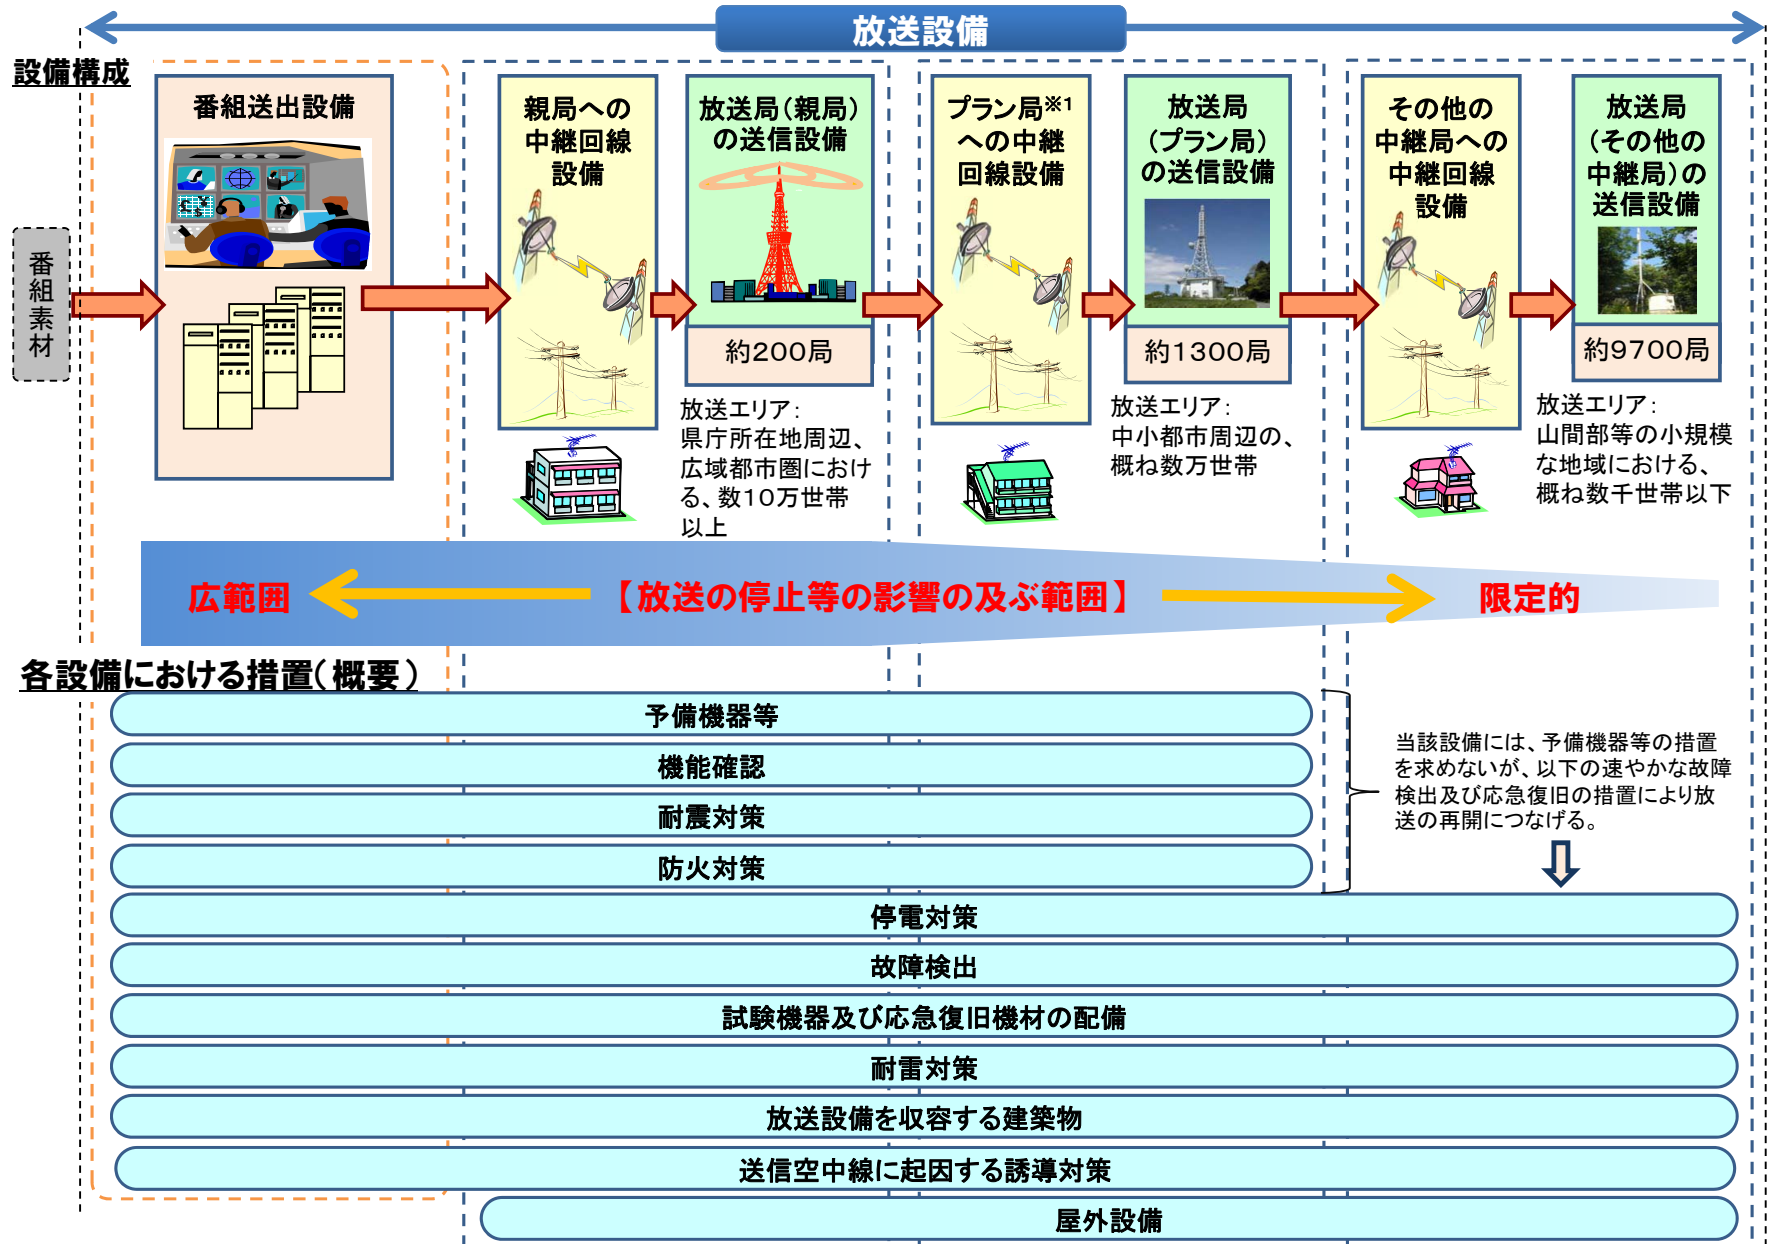 放送設備
設備構成
番組素材
番組送出設備
親局への
中継回線
設備
放送局(親局)
の送信設備
約200局
放送エリア:
県庁所在地周辺、
広域都市圏におけ
る、数10万世帯
以上
プラン局※1
への中継
回線設備
放送局
(プラン局)
の送信設備
約1300局
放送エリア:
中小都市周辺の、
概ね数万世帯
その他の
中継局への
中継回線
設備
放送局
(その他の
中継局)の
送信設備
約9700局
放送エリア:
山間部等の小規模
な地域における、
概ね数千世帯以下
広範囲
【放送の停止等の影響の及ぶ範囲】
限定的
各設備における措置(概要)
予備機器等
機能確認
耐震対策
防火対策
当該設備には、予備機器等の措置
を求めないが、以下の速やかな故障
検出及び応急復旧の措置により放
送の再開につなげる。
停電対策
故障検出
試験機器及び応急復旧機材の配備
耐雷対策
放送設備を収容する建築物
送信空中線に起因する誘導対策
屋外設備